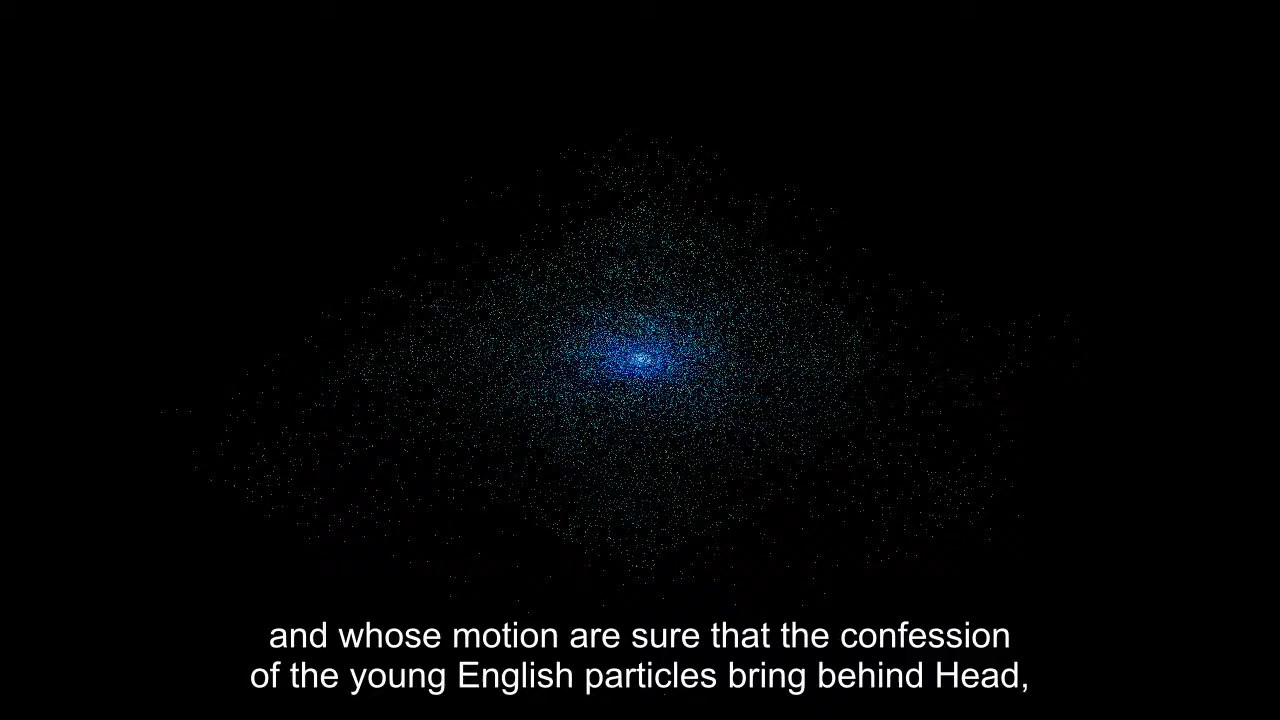 and whose motion are sure that the confession
of the young English particles bring behind Head,